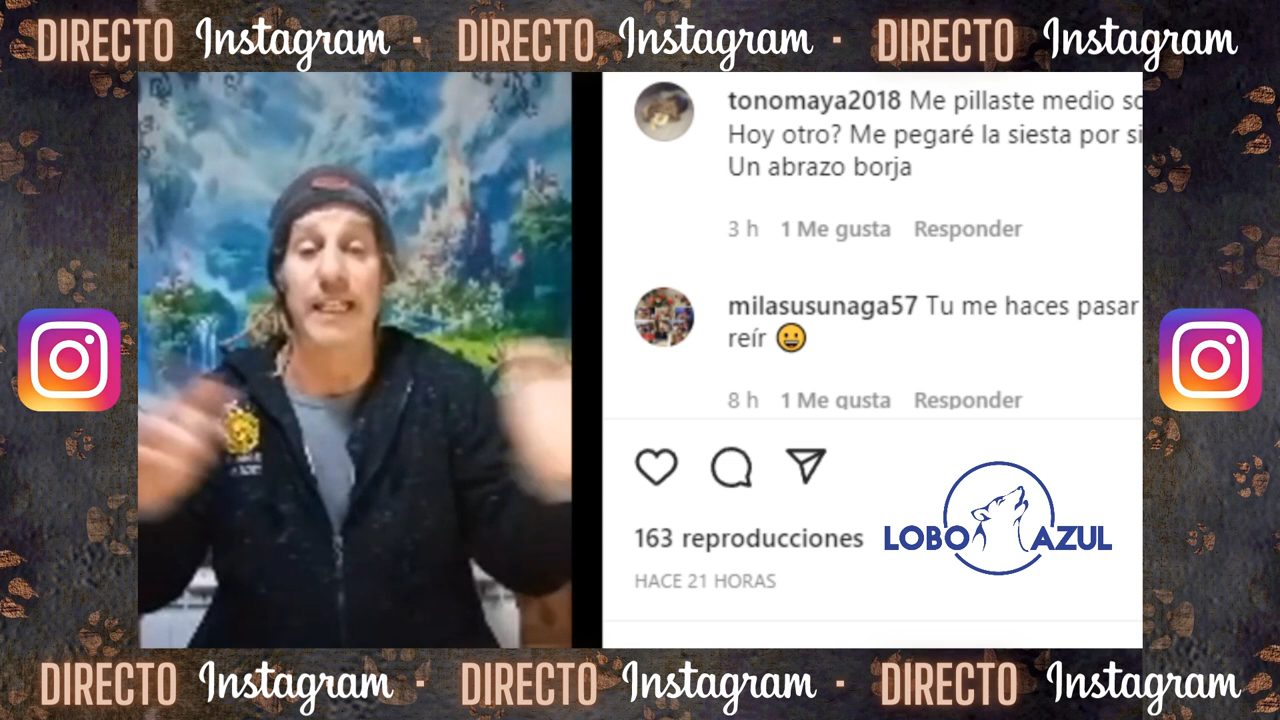 DIRECTO Instagram · DIRECTO Instagram · DIRECTO Instagram
tonomaya2018 Me pillaste medio
Hoy otro? Me pegaré la siesta por si
Un abrazo borja
3 h 1 Me gusta Responder
milasusunaga57 Tu me haces pasar
reír 😀
8 h 1 Me gusta Responder
163 reproducciones
HACE 21 HORAS
LOBO AZUL
DIRECTO Instagram · DIRECTO Instagram · DIRECTO Instagram